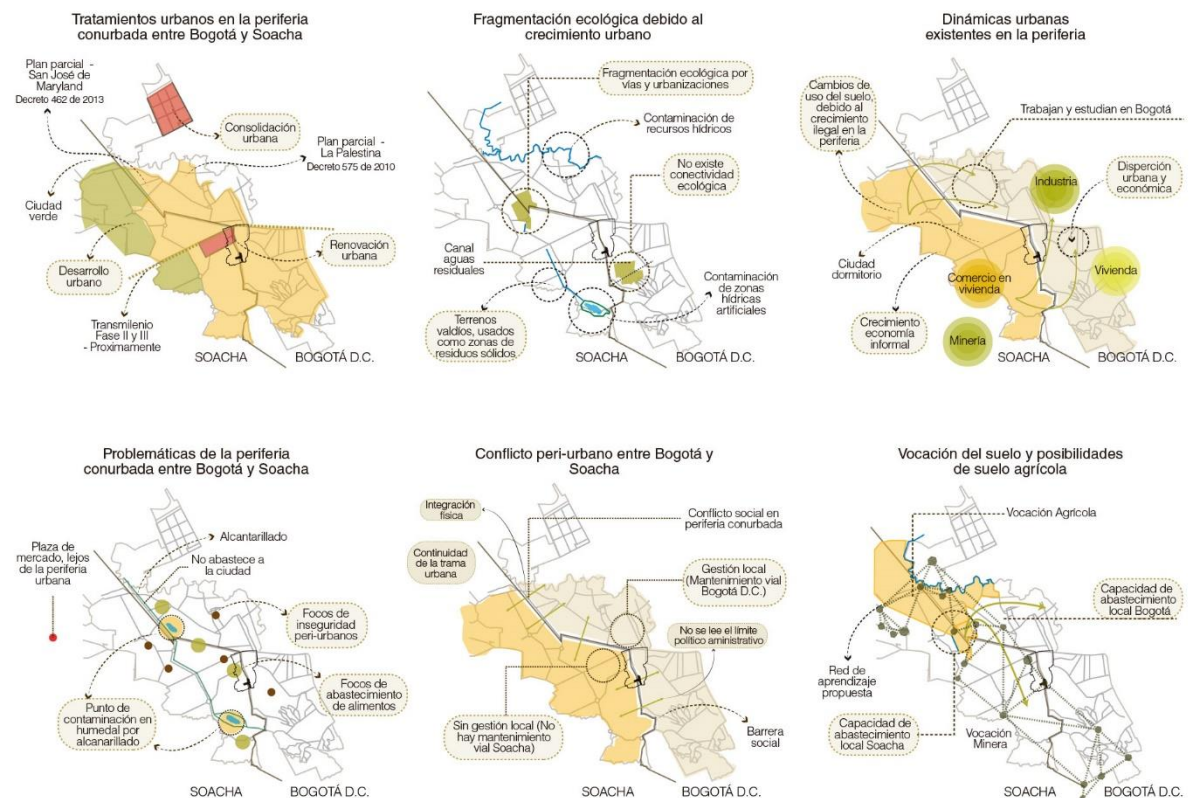 Tratamientos urbanos en la periferia
conurbada entre Bogotá y Soacha
Plan parcial -
San José de
Maryland
Decreto 462 de 2013
Consolidación
urbana
Plan parcial -
La Palestina
Decreto 575 de 2010
Ciudad
verde
Renovación
urbana
Desarrollo
urbano
Transmilenio
Fase II y III
- Proximamente
SOACHA
BOGOTÁ D.C.
Fragmentación ecológica debido al
crecimiento urbano
Fragmentación ecológica por
vías y urbanizaciones
Contaminación de
recursos hídricos
No existe
conectividad
ecológica
Canal
aguas
residuales
Contaminación
de zonas
hídricas
artificiales
Terrenos
valdíos, usados
como zonas de
residuos sólidos
SOACHA
BOGOTÁ D.C.
Dinámicas urbanas
existentes en la periferia
Cambios
de uso del suelo,
debido al
crecimiento
ilegal en la
periferia
Trabajan y estudian en Bogotá
Industria
Disperción
urbana y
económica
Ciudad
dormitorio
Comercio en
vivienda
Vivienda
Crecimiento
economía
informal
Minería
SOACHA
BOGOTÁ D.C.
Problemáticas de la periferia
conurbada entre Bogotá y Soacha
Plaza de
mercado, lejos
de la periferia
urbana
Alcantarillado
No abastece a
la ciudad
Focos de
inseguridad
peri-urbanos
Focos de
abastecimiento
de alimentos
Punto de
contaminación en
humedal por
alcanarillado
SOACHA
BOGOTÁ D.C.
Conflicto peri-urbano entre Bogotá y
Soacha
Integración
física
Conflicto social en
periferia conurbada
Continuidad
de la trama
urbana
Gestión local
(Mantenimiento vial
Bogotá D.C.)
No se lee el límite
político aministrativo
Sin gestión local (No
hay mantenimiento
vial Soacha)
Barrera
social
SOACHA
BOGOTÁ D.C.
Vocación del suelo y posibilidades
de suelo agrícola
Vocación Agrícola
Capacidad de
abastecimiento
local Bogotá
Red de
aprendizaje
propuesta
Capacidad de
abastecimiento
local Soacha
Vocación
Minera
SOACHA
BOGOTÁ D.C.